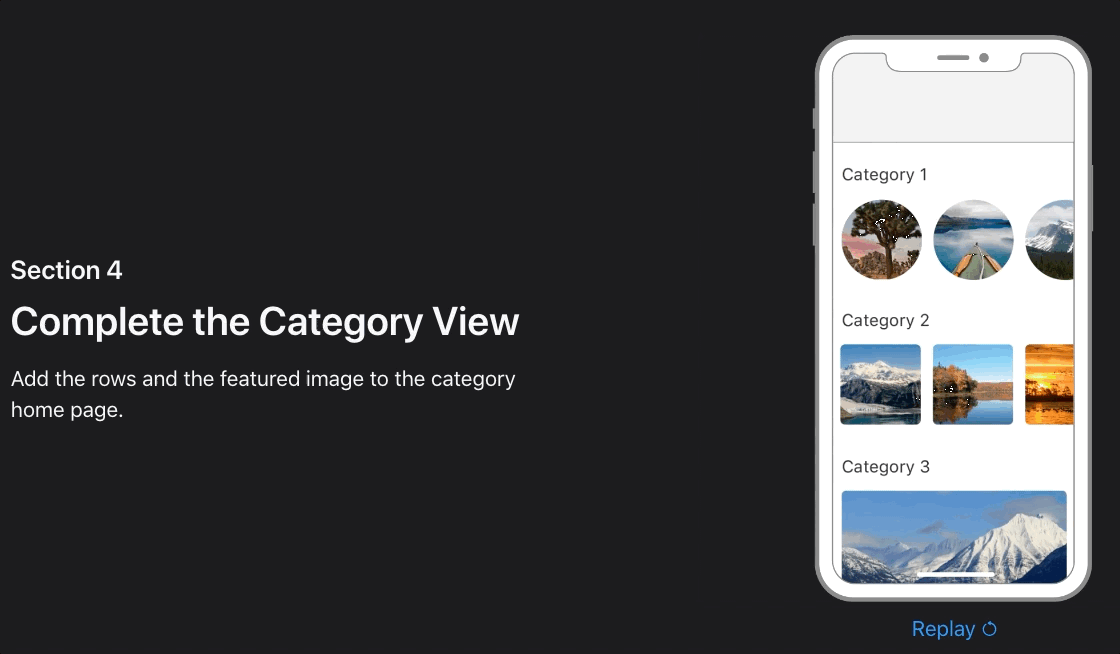 Section 4
Complete the Category View
Add the rows and the featured image to the category
home page.
Category 1
Category 2
Category 3
Replay